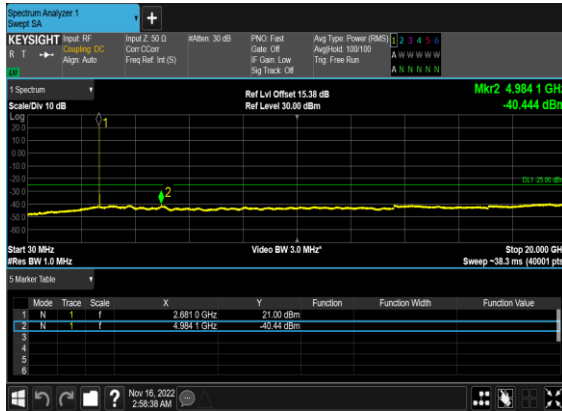 Spectrum Analyzer 1
Swept SA
+
KEYSIGHT
R T
Input: RF
Coupling: DC
Align: Auto
Input Z: 50 Ω
Corr CCorr
Freq Ref: Int (S)
#Atten: 30 dB
PNO: Fast
Gate: Off
IF Gain: Low
Sig Track: Off
Avg Type: Power (RMS)
Avg|Hold: 100/100
Trig: Free Run
1 2 3 4 5 6
A W W W W W
A N N N N N
1 Spectrum
Scale/Div 10 dB
Ref Lvl Offset 15.38 dB
Ref Level 30.00 dBm
Mkr2 4.984 1 GHz
-40.444 dBm
Log
20.0
10.0
0.00
-10.0
-20.0
-30.0
-40.0
-50.0
-60.0
1
2
DL1 -25.00 dB
Start 30 MHz
#Res BW 1.0 MHz
Video BW 3.0 MHz*
Stop 20.000 GH
Sweep ~38.3 ms (40001 pts
5 Marker Table
Mode Trace Scale X Y Function Function Width Function Value
1 N 1 f 2.681 0 GHz 21.00 dBm
2 N 1 f 4.984 1 GHz -40.44 dBm
3
4
5
6
?
Nov 16, 2022
2:58:38 AM